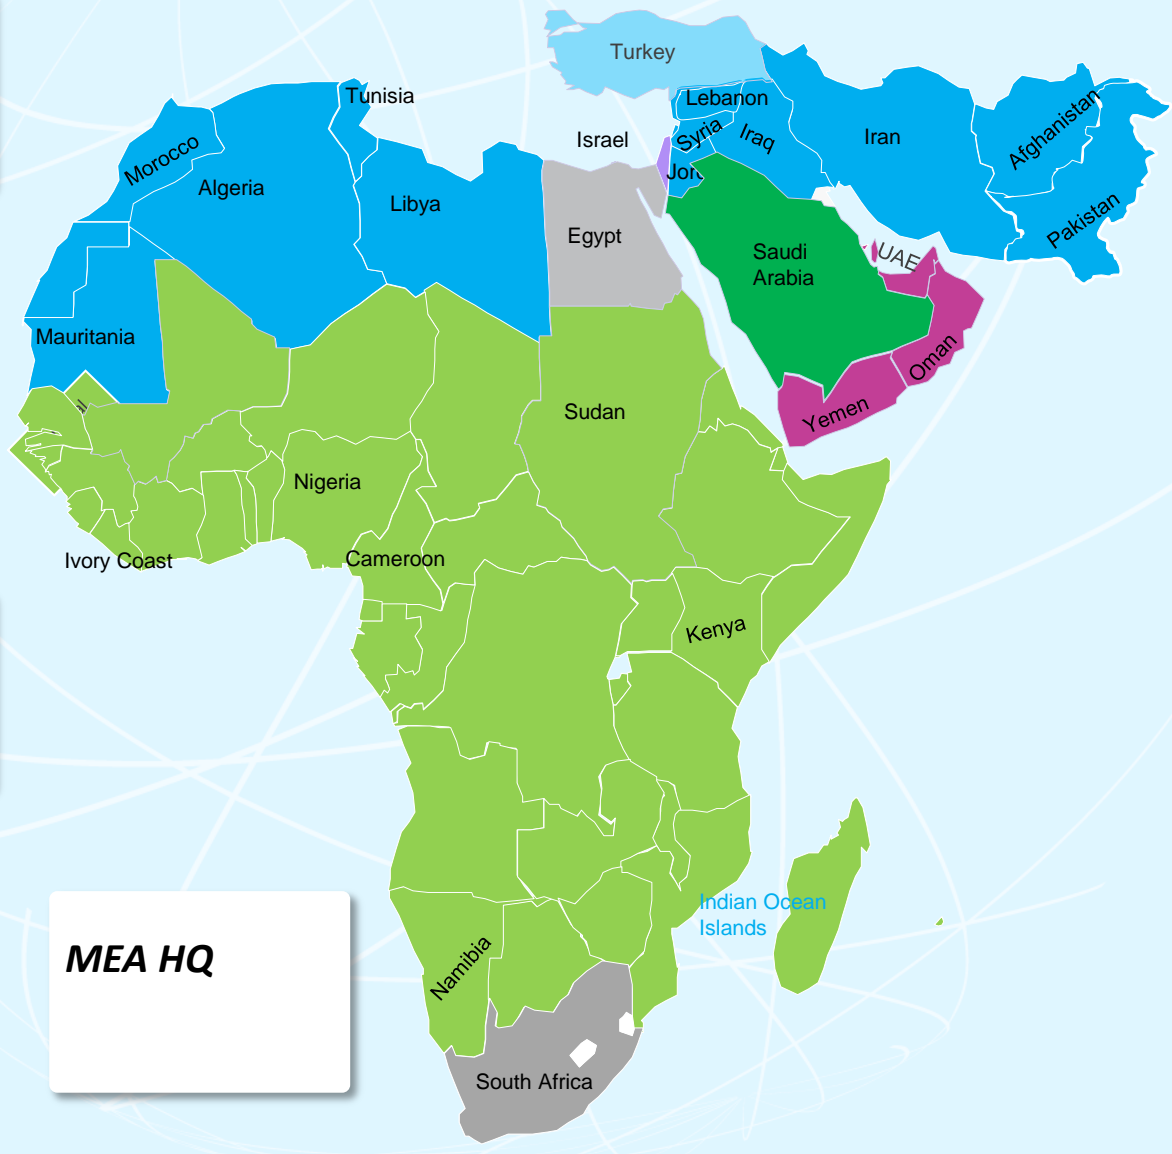 Turkey
Tunisia
Lebanon
Israel
Syria
Iraq
Iran
Afghanistan
Morocco
Algeria
Jord
Libya
Pakistan
Egypt
Saudi
Arabia
UAE
Mauritania
Oman
Sudan
Yemen
Nigeria
Ivory Coast
Cameroon
Kenya
Indian Ocean
Islands
MEA HQ
Namibia
South Africa